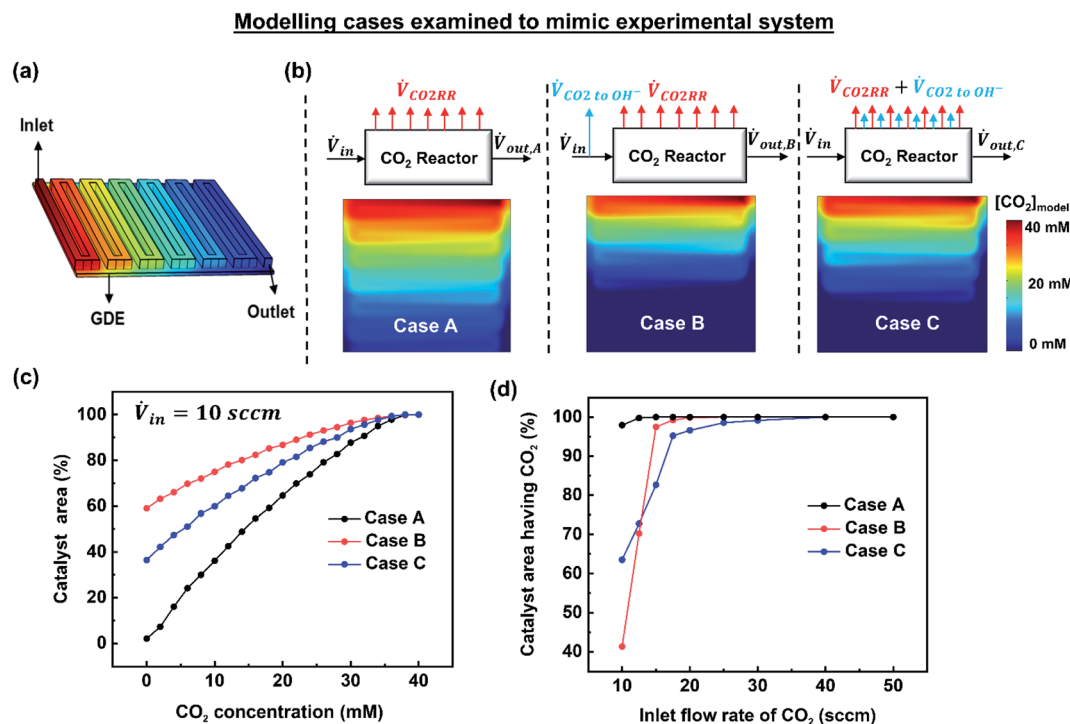 Modelling cases examined to mimic experimental system
(a)
Inlet
GDE
Outlet
(b)
V̇CO2RR
V̇in
CO₂ Reactor
V̇out,A
Case A
V̇CO2 to OH⁻ V̇CO2RR
V̇in
CO₂ Reactor
V̇out,B
Case B
V̇CO2RR + V̇CO2 to OH⁻
V̇in
CO₂ Reactor
V̇out,C
Case C
[CO₂]model
40 mM
20 mM
0 mM
(c)
V̇in = 10 sccm
Catalyst area (%)
100
80
60
40
20
0
Case A
Case B
Case C
0 10 20 30 40
CO₂ concentration (mM)
(d)
Catalyst area having CO₂ (%)
100
90
80
70
60
50
40
Case A
Case B
Case C
10 20 30 40 50
Inlet flow rate of CO₂ (sccm)